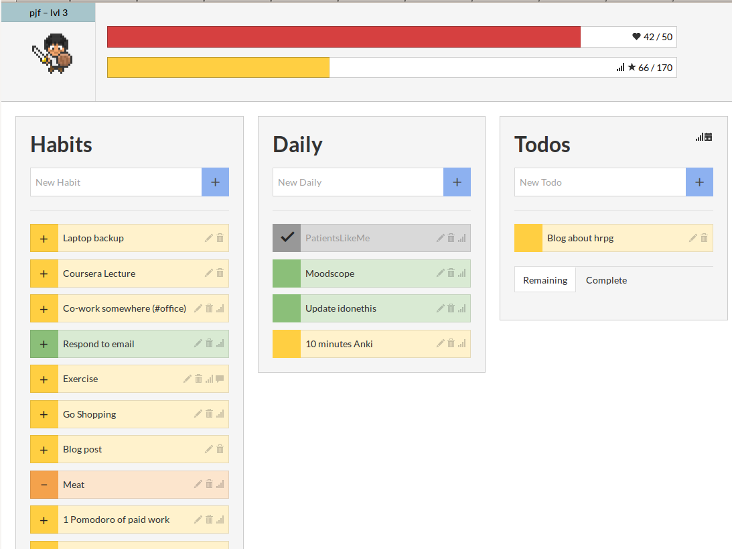 pjf – lvl 3
42 / 50
66 / 170
Habits
New Habit
Laptop backup
Coursera Lecture
Co-work somewhere (#office)
Respond to email
Exercise
Go Shopping
Blog post
Meat
1 Pomodoro of paid work
Daily
New Daily
PatientsLikeMe
Moodscope
Update idonethis
10 minutes Anki
Todos
New Todo
Blog about hrpg
Remaining
Complete